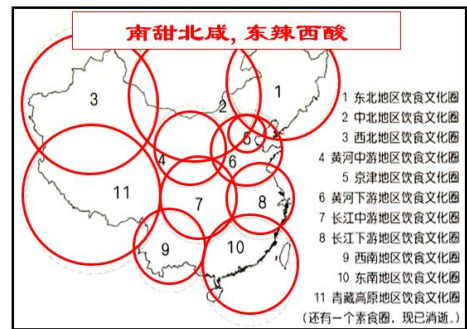 南甜北咸,东辣西酸
1
2
3
4
5
6
7
8
9
10
11
1 东北地区饮食文化圈
2 中北地区饮食文化圈
3 西北地区饮食文化圈
4 黄河中游地区饮食文化圈
5 京津地区饮食文化圈
6 黄河下游地区饮食文化圈
7 长江中游地区饮食文化圈
8 长江下游地区饮食文化圈
9 西南地区饮食文化圈
10 东南地区饮食文化圈
11 青藏高原地区饮食文化圈
(还有一个素食圈，现已消逝。)